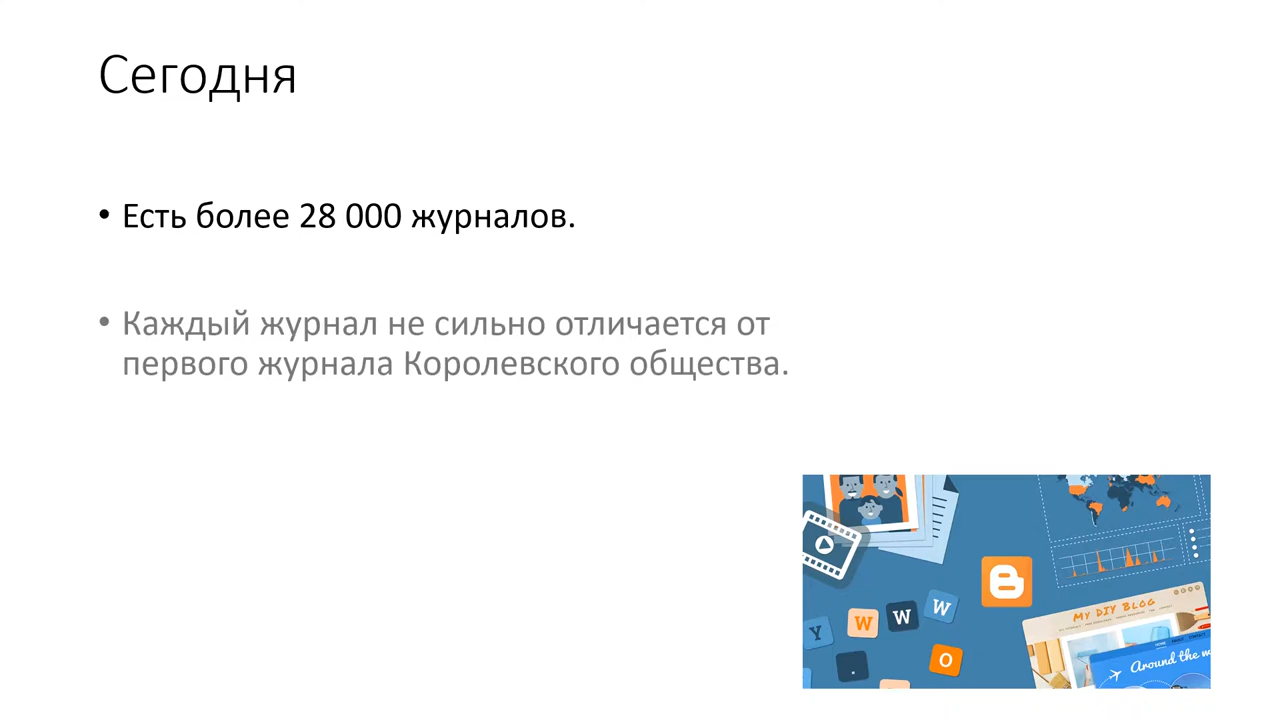 Сегодня
• Есть более 28 000 журналов.
• Каждый журнал не сильно отличается от
первого журнала Королевского общества.
MY DIY BLOG
Y W W W
. O
Around the w